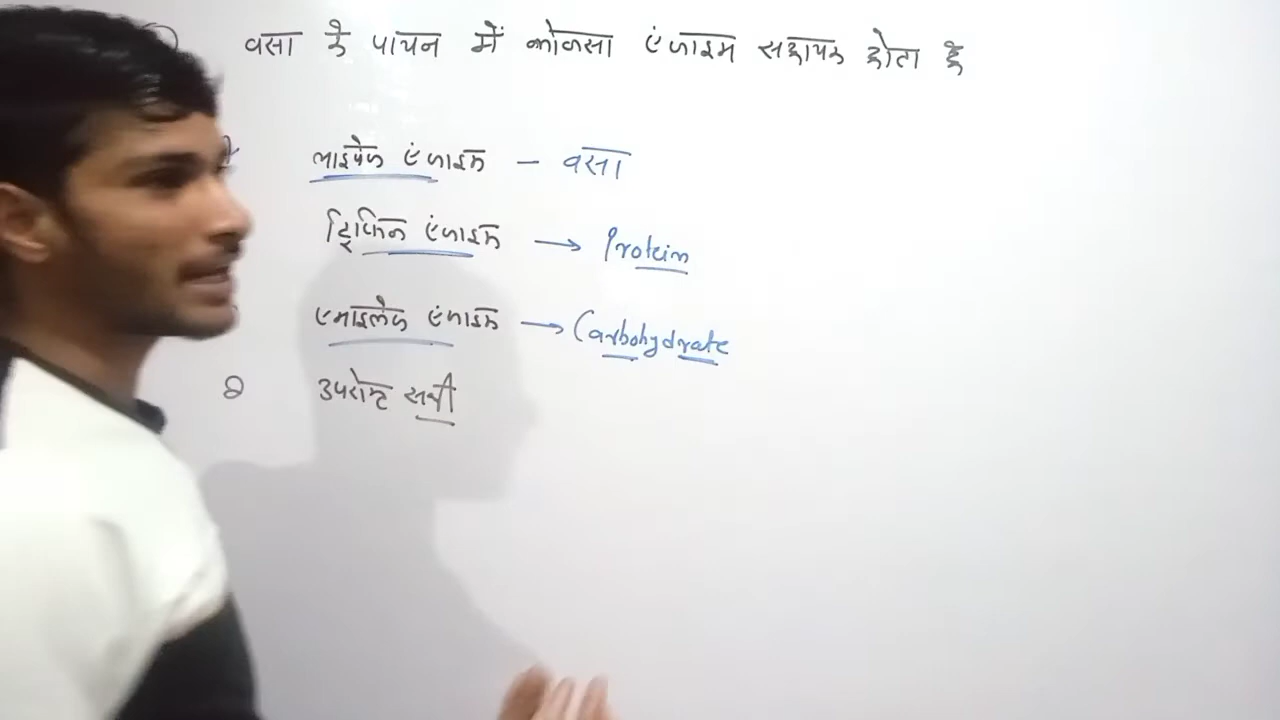 वसा के पाचन में कौनसा एंजाइम सहायक होता है
लाइपेज एंजाइम - वसा
ट्रिप्सिन एंजाइम → Protein
एमाइलेज एंजाइम → Carbohydrate
उपरोक्त सभी